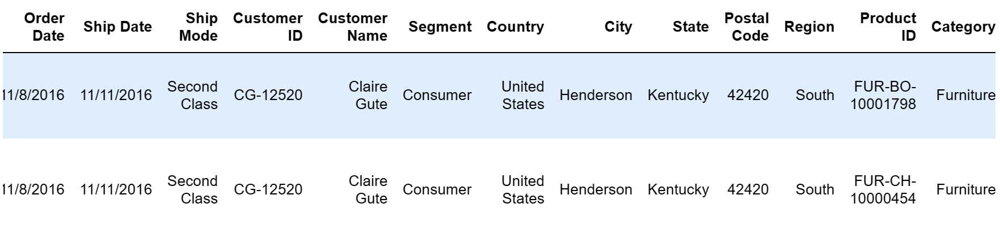 Order Date Ship Date Ship Mode Customer ID Customer Name Segment Country City State Postal Code Region Product ID Category
11/8/2016 11/11/2016 Second Class CG-12520 Claire Gute Consumer United States Henderson Kentucky 42420 South FUR-BO-10001798 Furniture
11/8/2016 11/11/2016 Second Class CG-12520 Claire Gute Consumer United States Henderson Kentucky 42420 South FUR-CH-10000454 Furniture